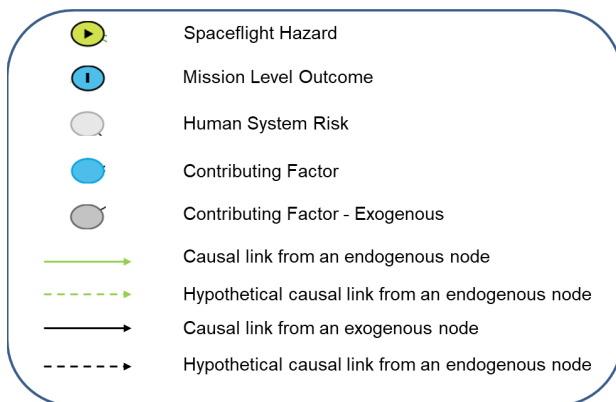 Spaceflight Hazard
Mission Level Outcome
Human System Risk
Contributing Factor
Contributing Factor - Exogenous
Causal link from an endogenous node
Hypothetical causal link from an endogenous node
Causal link from an exogenous node
Hypothetical causal link from an endogenous node